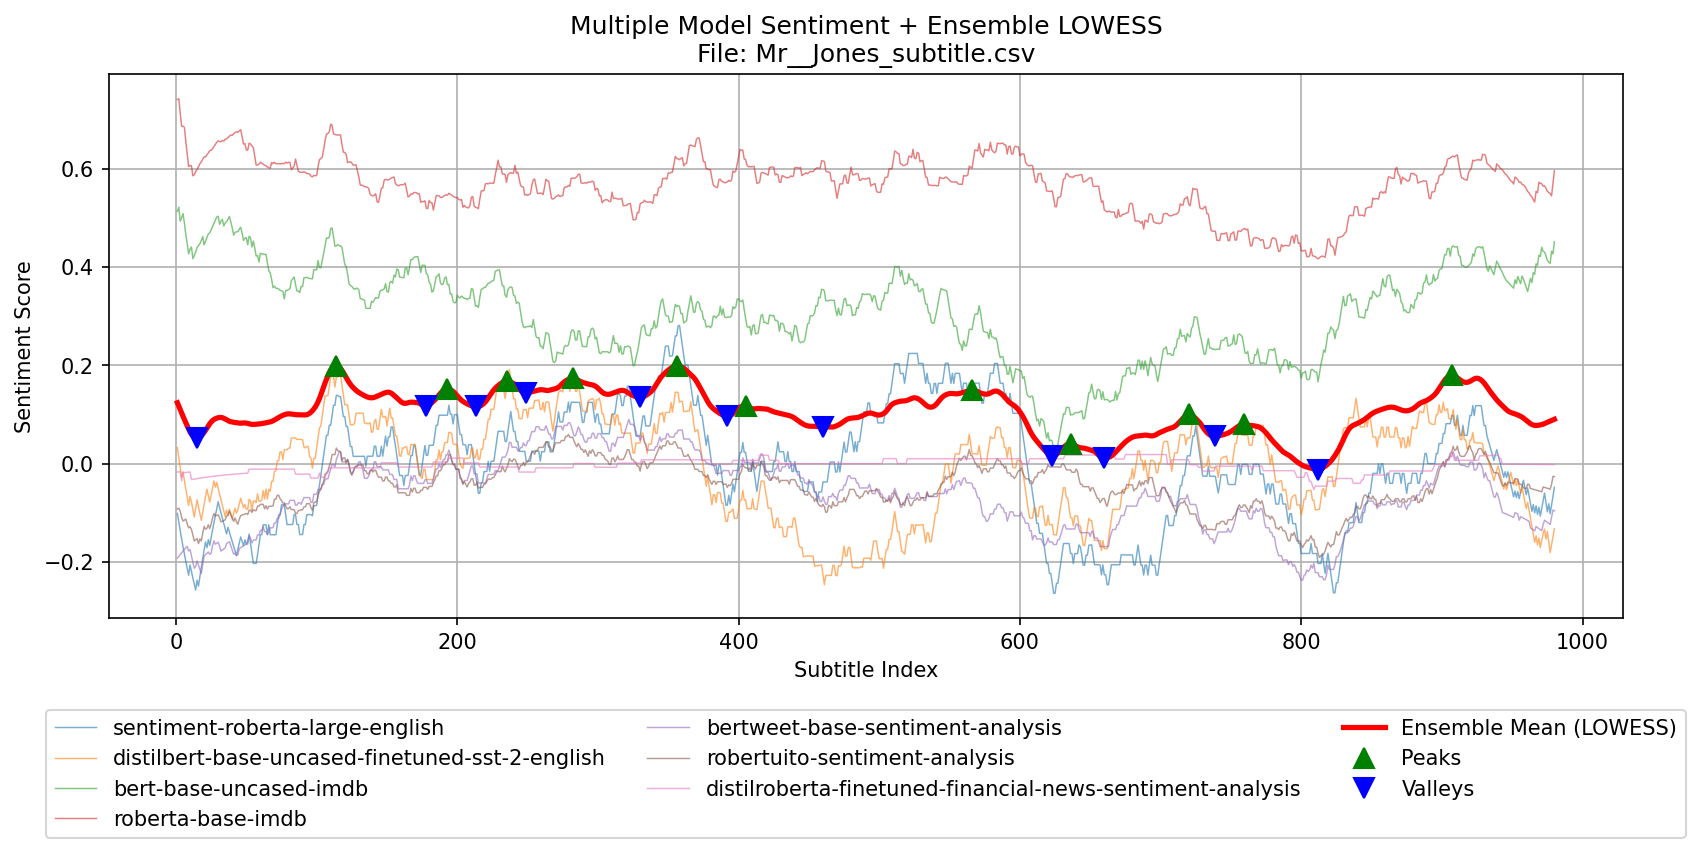 Multiple Model Sentiment + Ensemble LOWESS
File: Mr__Jones_subtitle.csv
Sentiment Score
0.6
0.4
0.2
0.0
−0.2
0
200
400
600
800
1000
Subtitle Index
sentiment-roberta-large-english
distilbert-base-uncased-finetuned-sst-2-english
bert-base-uncased-imdb
roberta-base-imdb
bertweet-base-sentiment-analysis
robertuito-sentiment-analysis
distilroberta-finetuned-financial-news-sentiment-analysis
Ensemble Mean (LOWESS)
Peaks
Valleys